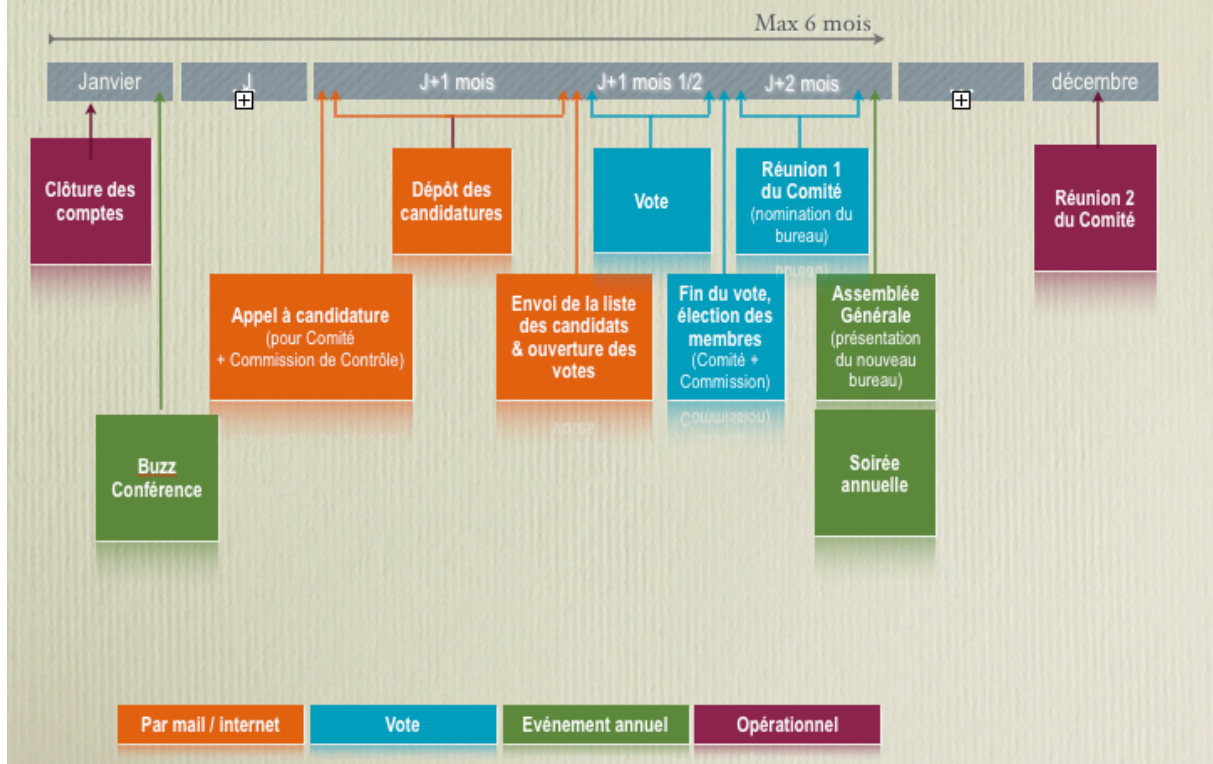 Max 6 mois
Janvier
J
J+1 mois
J+1 mois 1/2
J+2 mois
...
décembre
Clôture des
comptes
Dépôt des
candidatures
Vote
Réunion 1
du Comité
(nomination du
bureau)
Réunion 2
du Comité
Appel à candidature
(pour Comité
+ Commission de Contrôle)
Envoi de la liste
des candidats
& ouverture des
votes
Fin du vote,
élection des
membres
(Comité +
Commission)
Assemblée
Générale
(présentation
du nouveau
bureau)
Buzz
Conférence
Soirée
annuelle
Par mail / internet
Vote
Evénement annuel
Opérationnel